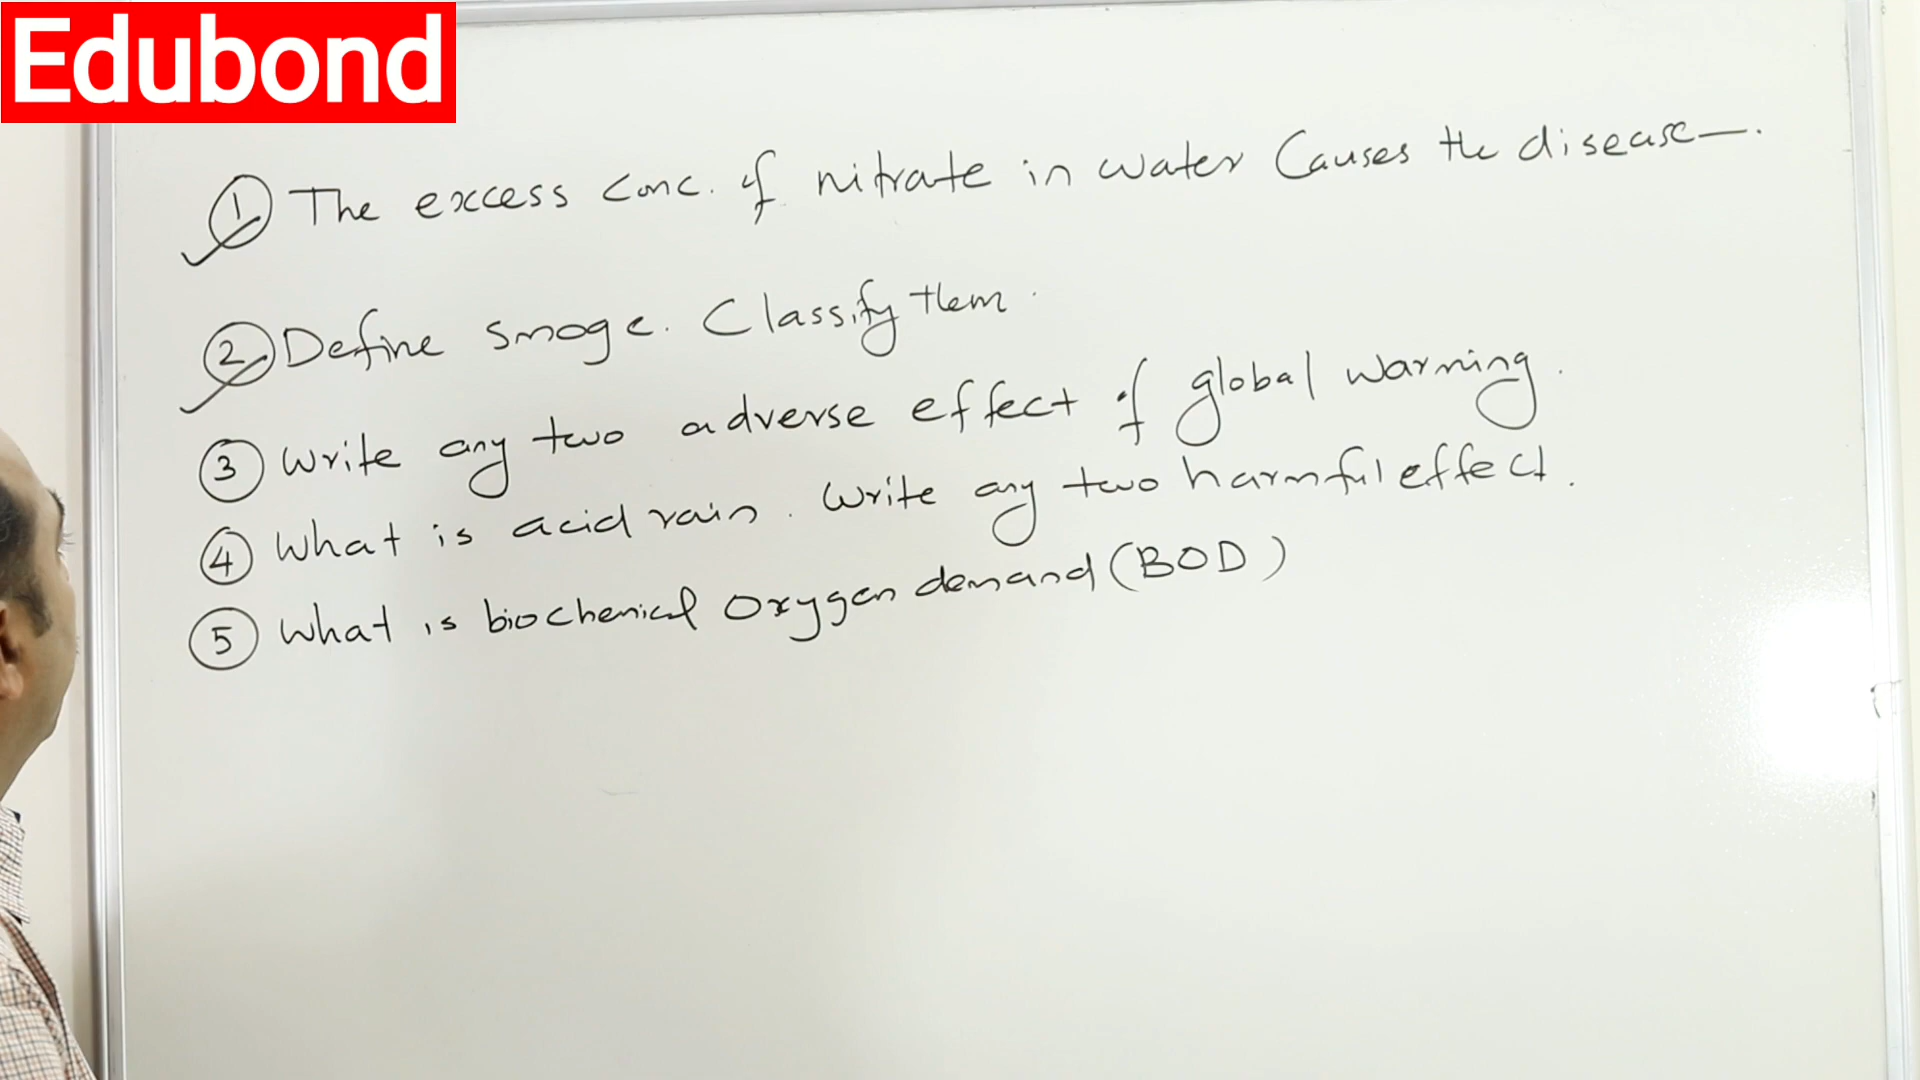 Edubond
① The excess conc. of nitrate in water causes the disease—.
② Define smoge. Classify them.
③ Write any two adverse effect of global warming.
④ What is acid rain. Write any two harmful effect.
⑤ What is biochemical oxygen demand (BOD)